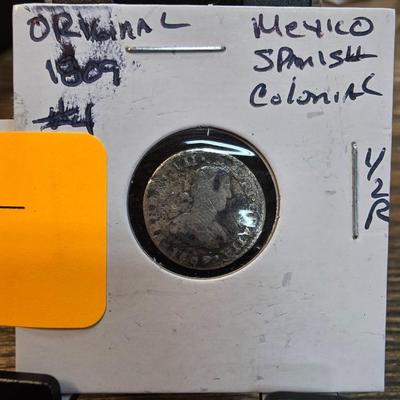 ORIGINAL
1809
#4
MEXICO
SPANISH
COLONIAL
1/2
R